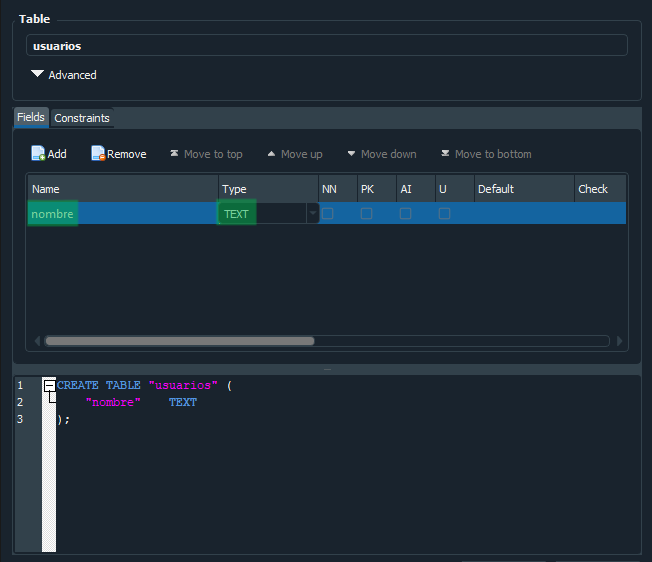 Table
usuarios
Advanced
Fields Constraints
Add Remove Move to top Move up Move down Move to bottom
Name Type NN PK AI U Default Check
nombre TEXT
1 CREATE TABLE "usuarios" (
2 "nombre" TEXT
3 );